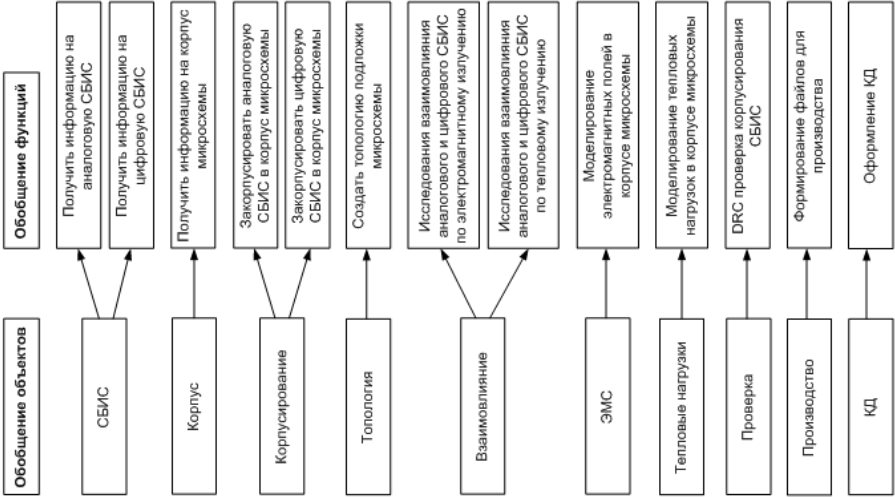 Обобщение объектов
Обобщение функций
СБИС
Получить информацию на
аналоговую СБИС
Получить информацию на
цифровую СБИС
Корпус
Получить информацию на корпус
микросхемы
Корпусирование
Закорпусировать аналоговую
СБИС в корпус микросхемы
Закорпусировать цифровую
СБИС в корпус микросхемы
Топология
Создать топологию подложки
микросхемы
Взаимовлияние
Исследования взаимовлияния
аналогового и цифрового СБИС
по электромагнитному излучению
Исследования взаимовлияния
аналогового и цифрового СБИС
по тепловому излучению
ЭМС
Моделирование
электромагнитных полей в
корпусе микросхемы
Тепловые нагрузки
Моделирование тепловых
нагрузок в корпусе микросхемы
Проверка
DRC проверка корпусирования
СБИС
Производство
Формирование файлов для
производства
КД
Оформление КД